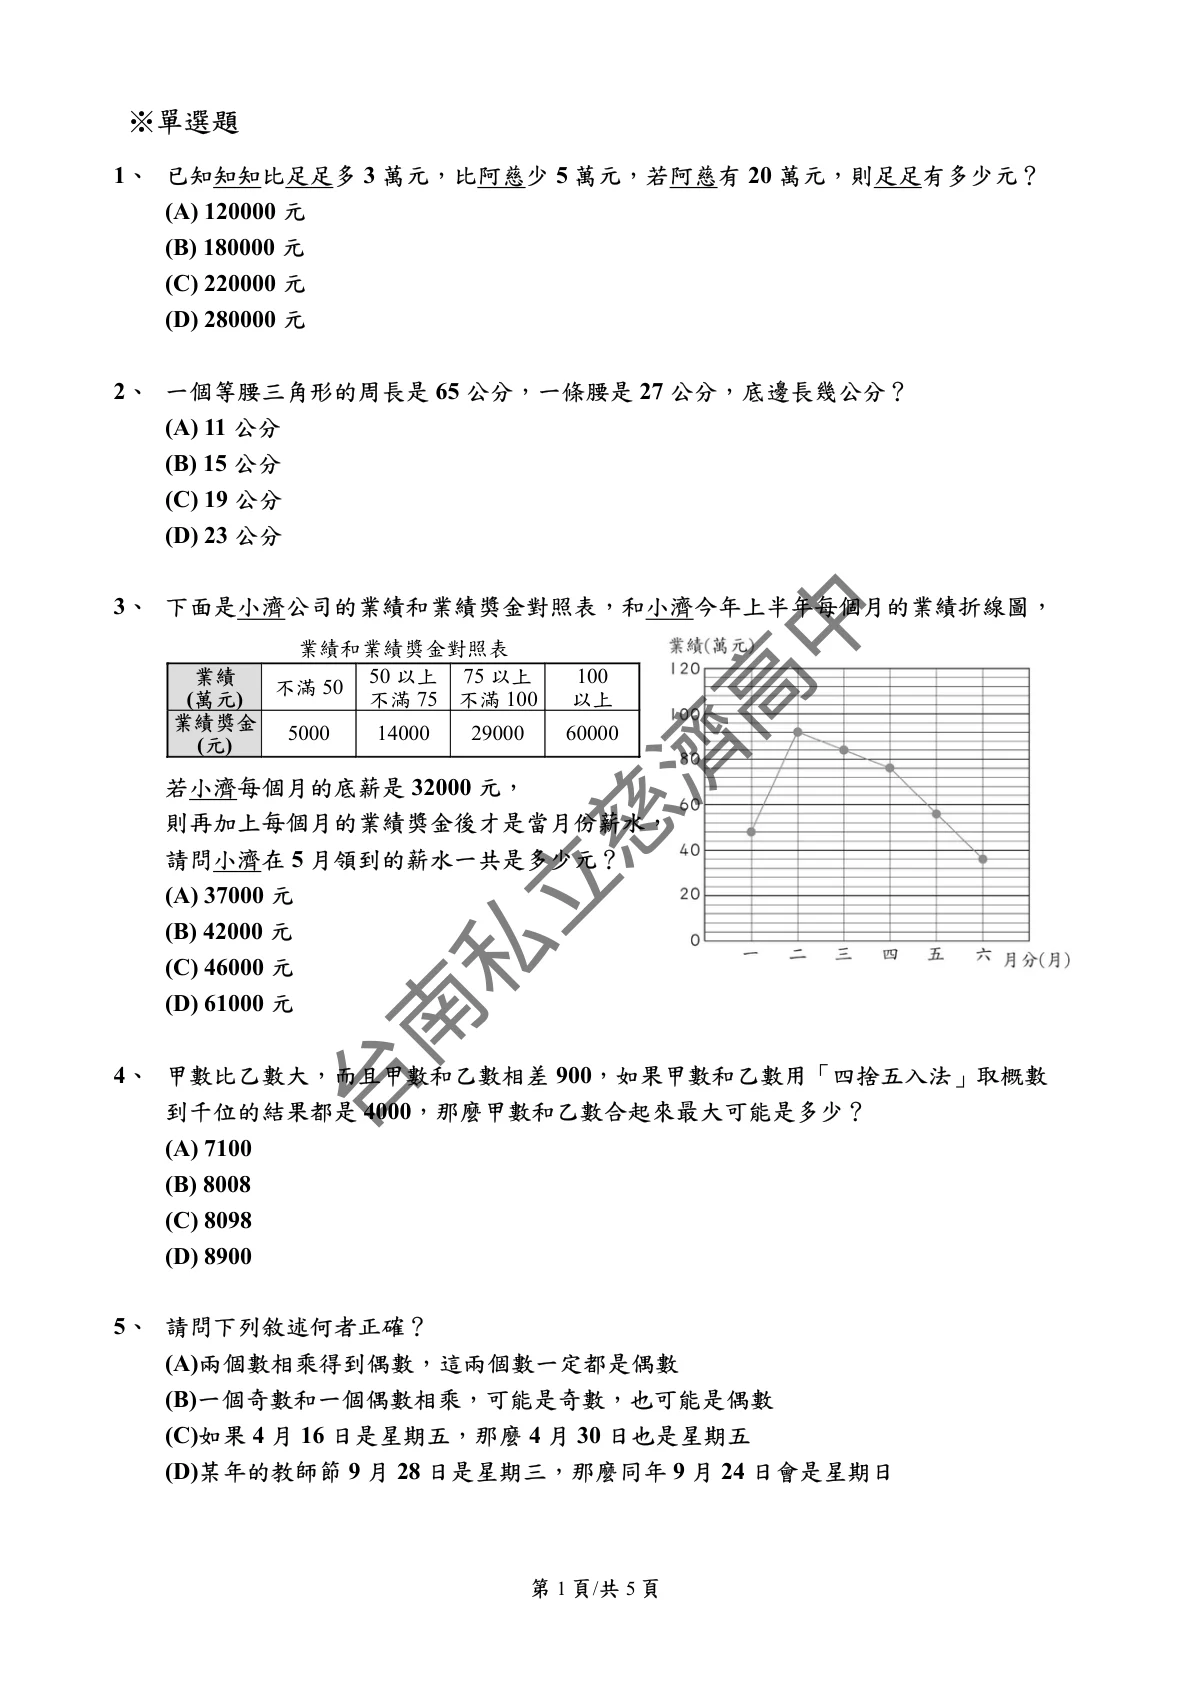 ※單選題
1、 已知知知比足足多 3 萬元，比阿慈少 5 萬元，若阿慈有 20 萬元，則足足有多少元？
(A) 120000 元
(B) 180000 元
(C) 220000 元
(D) 280000 元
2、 一個等腰三角形的周長是 65 公分，一條腰是 27 公分，底邊長幾公分？
(A) 11 公分
(B) 15 公分
(C) 19 公分
(D) 23 公分
3、 下面是小濟公司的業績和業績獎金對照表，和小濟今年上半年每個月的業績折線圖，
業績和業績獎金對照表
業績 (萬元) 不滿 50 50 以上 不滿 75 75 以上 不滿 100 100 以上
業績獎金 (元) 5000 14000 29000 60000
若小濟每個月的底薪是 32000 元，
則再加上每個月的業績獎金後才是當月份薪水，
請問小濟在 5 月領到的薪水一共是多少元？
(A) 37000 元
(B) 42000 元
(C) 46000 元
(D) 61000 元
業績(萬元)
120
100
80
60
40
20
0
一 二 三 四 五 六 月分(月)
4、 甲數比乙數大，而且甲數和乙數相差 900，如果甲數和乙數用「四捨五入法」取概數
到千位的結果都是 4000，那麼甲數和乙數合起來最大可能是多少？
(A) 7100
(B) 8008
(C) 8098
(D) 8900
5、 請問下列敘述何者正確？
(A)兩個數相乘得到偶數，這兩個數一定都是偶數
(B)一個奇數和一個偶數相乘，可能是奇數，也可能是偶數
(C)如果 4 月 16 日是星期五，那麼 4 月 30 日也是星期五
(D)某年的教師節 9 月 28 日是星期三，那麼同年 9 月 24 日會是星期日
台南私立慈濟高中
第 1 頁/共 5 頁